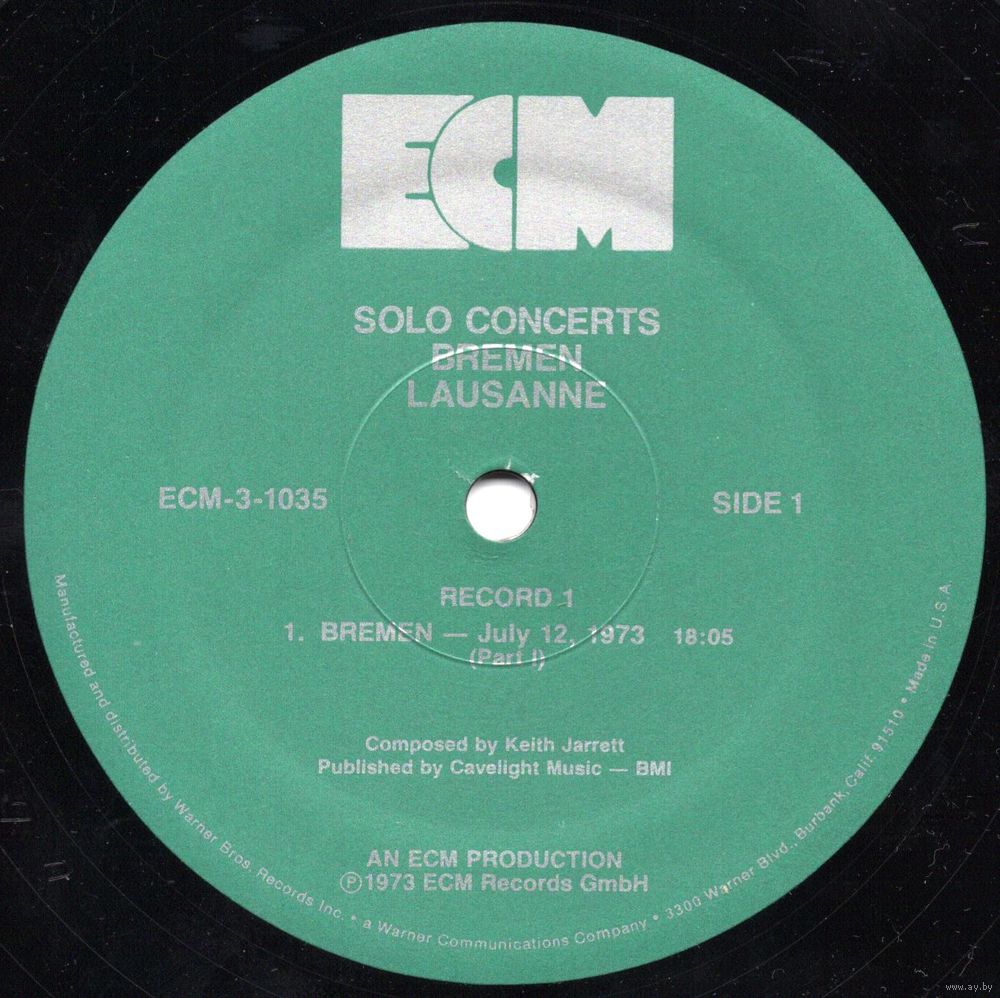 ECM
SOLO CONCERTS
BREMEN
LAUSANNE
ECM-3-1035
SIDE 1
RECORD 1
1. BREMEN — July 12, 1973 18:05
(Part I)
Composed by Keith Jarrett
Published by Cavelight Music — BMI
AN ECM PRODUCTION
Ⓟ1973 ECM Records GmbH
Manufactured and distributed by Warner Bros. Records Inc. • a Warner Communications Company • 3300 Warner Blvd., Burbank, Calif. 91510 • Made in U.S.A.
www.ay.by